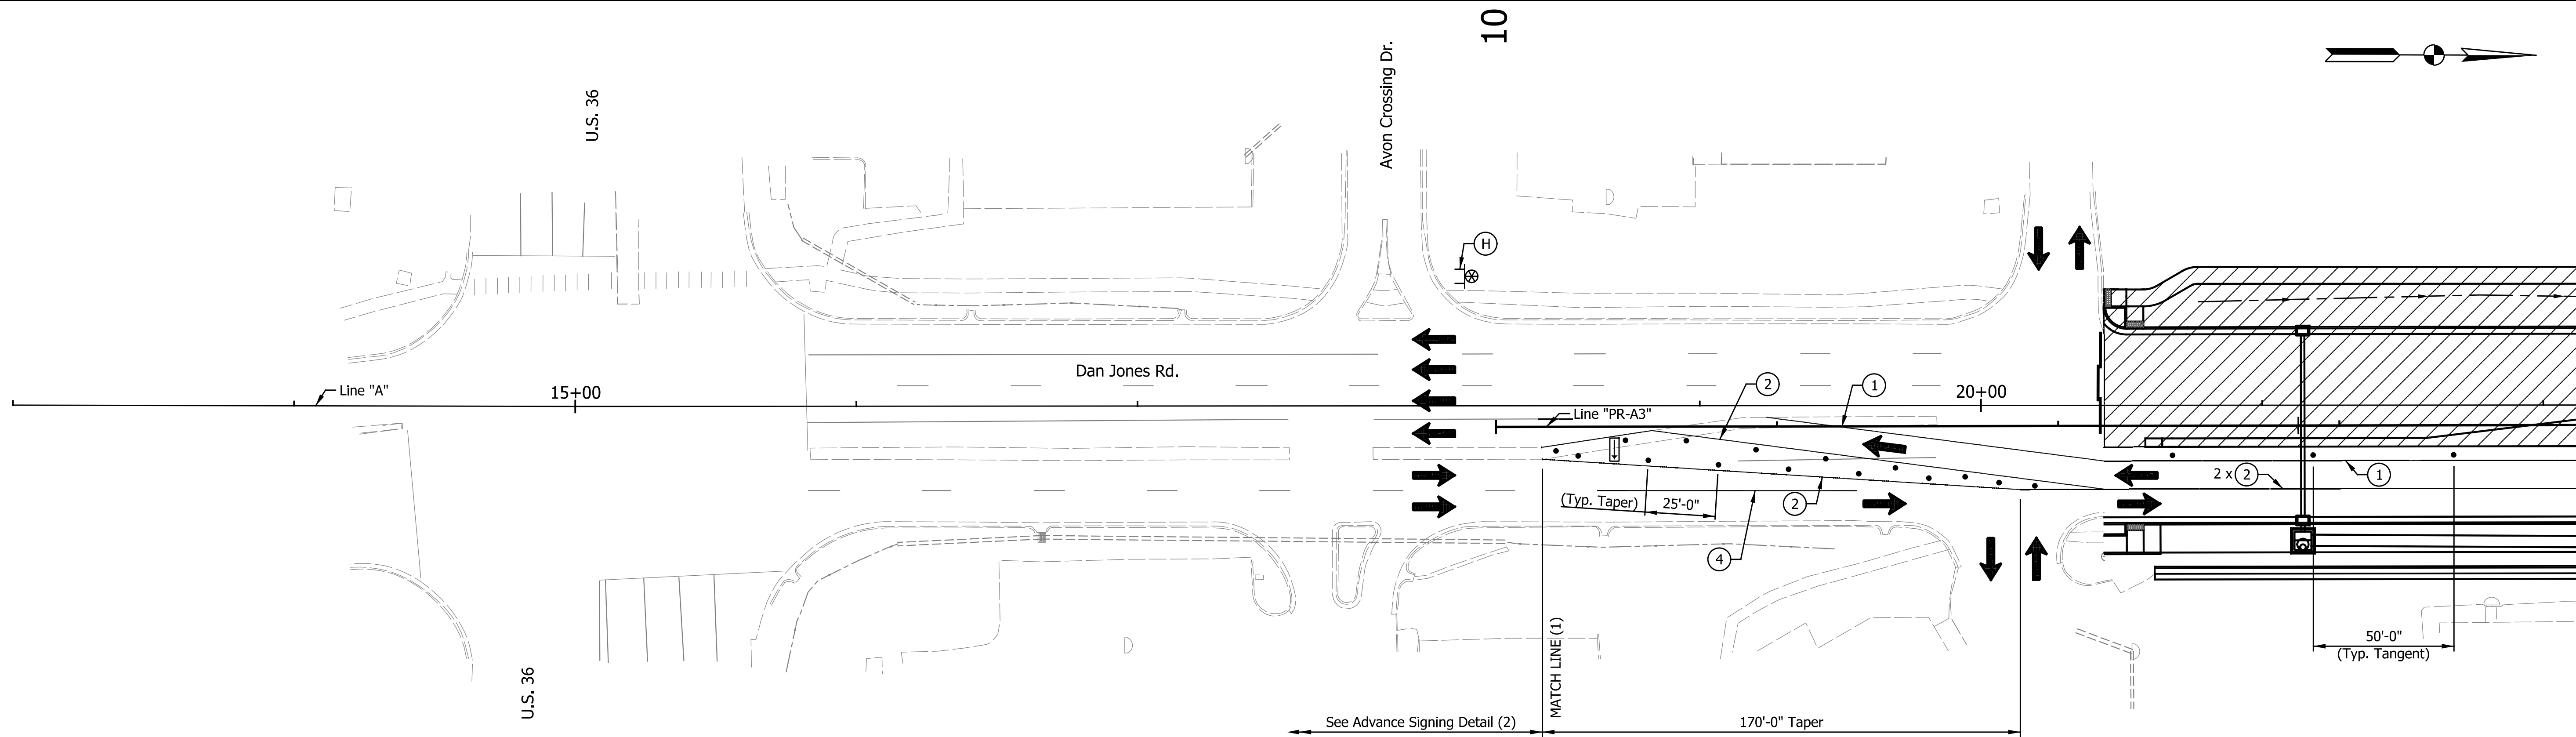 10
U.S. 36
Avon Crossing Dr.
H
Dan Jones Rd.
Line "A"
15+00
2
1
20+00
Line "PR-A3"
2 x 2
1
(Typ. Taper)
25'-0"
2
4
MATCH LINE (1)
50'-0"
(Typ. Tangent)
U.S. 36
See Advance Signing Detail (2)
170'-0" Taper